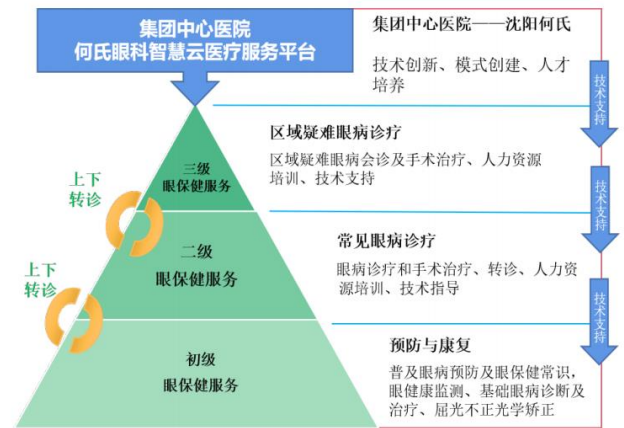 集团中心医院
何氏眼科智慧云医疗服务平台
集团中心医院——沈阳何氏
技术创新、模式创建、人才
培养
技术支持
区域疑难眼病诊疗
区域疑难眼病会诊及手术治疗、人力资源
培训、技术支持
三级
眼保健服务
上下
转诊
技术支持
常见眼病诊疗
眼病诊疗和手术治疗、转诊、人力资
源培训、技术指导
二级
眼保健服务
上下
转诊
技术支持
预防与康复
普及眼病预防及眼保健常识，
眼健康监测、基础眼病诊断及
治疗、屈光不正光学矫正
初级
眼保健服务